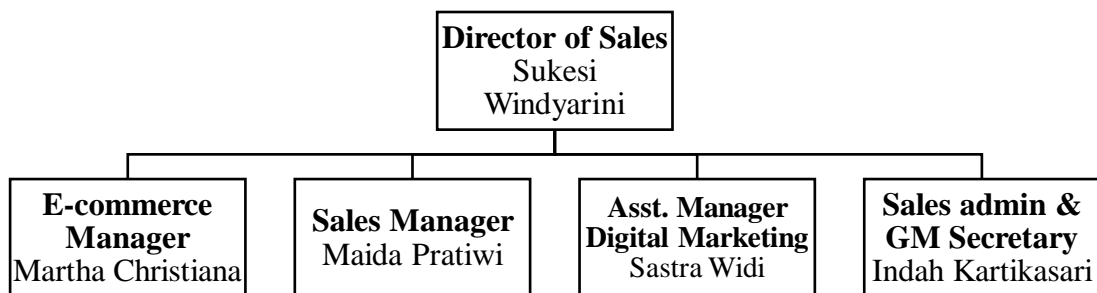 Director of Sales
Sukesi
Windyarini
E-commerce
Manager
Martha Christiana
Sales Manager
Maida Pratiwi
Asst. Manager
Digital Marketing
Sastra Widi
Sales admin &
GM Secretary
Indah Kartikasari